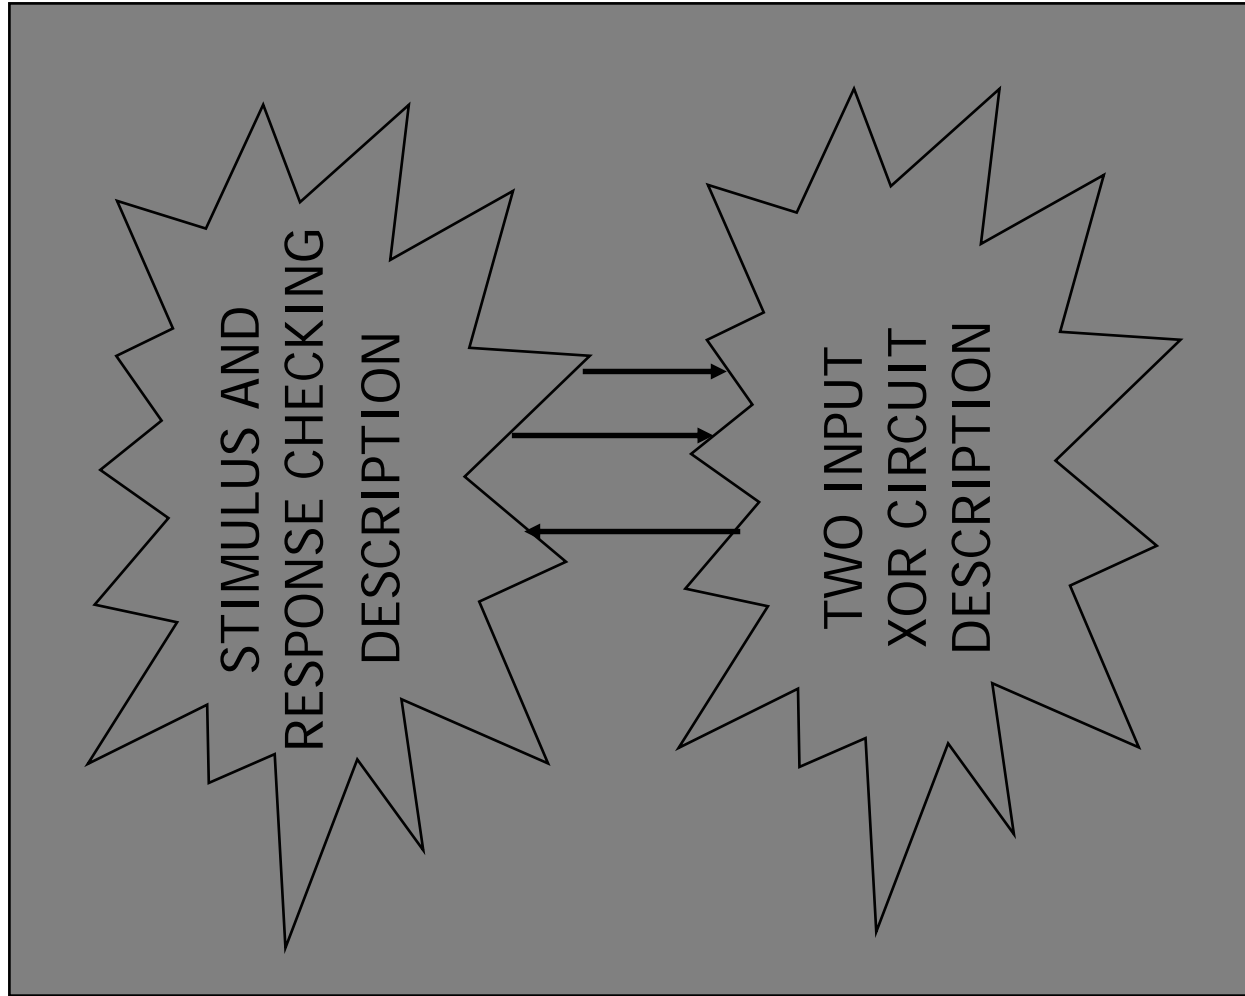 STIMULUS AND
RESPONSE CHECKING
DESCRIPTION
TWO INPUT
XOR CIRCUIT
DESCRIPTION